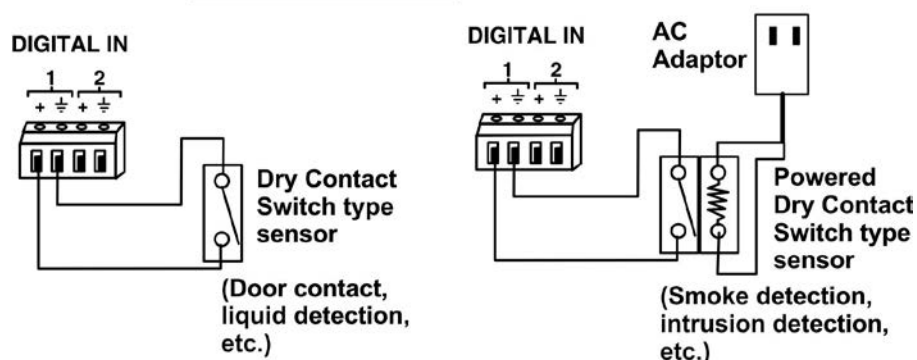 DIGITAL IN
1 2
+ ⏚ + ⏚
Dry Contact
Switch type
sensor
(Door contact,
liquid detection,
etc.)
DIGITAL IN
1 2
+ ⏚ + ⏚
AC
Adaptor
Powered
Dry Contact
Switch type
sensor
(Smoke detection,
intrusion detection,
etc.)